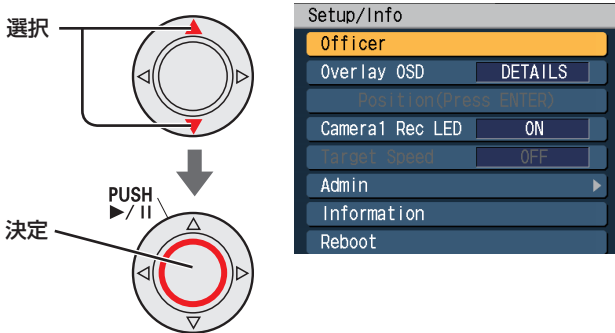 選択
PUSH
►/II
決定
Setup/Info
Officer
Overlay OSD DETAILS
Position(Press ENTER)
Camera1 Rec LED ON
Target Speed OFF
Admin
Information
Reboot